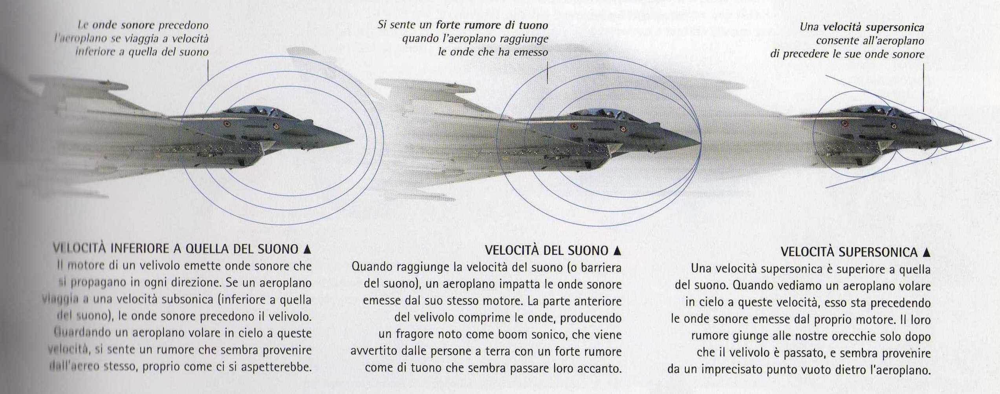 Le onde sonore precedono
l'aeroplano se viaggia a velocità
inferiore a quella del suono
Si sente un forte rumore di tuono
quando l'aeroplano raggiunge
le onde che ha emesso
Una velocità supersonica
consente all'aeroplano
di precedere le sue onde sonore
VELOCITÀ INFERIORE A QUELLA DEL SUONO ▲
Il motore di un velivolo emette onde sonore che
si propagano in ogni direzione. Se un aeroplano
viaggia a una velocità subsonica (inferiore a quella
del suono), le onde sonore precedono il velivolo.
Guardando un aeroplano volare in cielo a queste
velocità, si sente un rumore che sembra provenire
dall'aereo stesso, proprio come ci si aspetterebbe.
VELOCITÀ DEL SUONO ▲
Quando raggiunge la velocità del suono (o barriera
del suono), un aeroplano impatta le onde sonore
emesse dal suo stesso motore. La parte anteriore
del velivolo comprime le onde, producendo
un fragore noto come boom sonico, che viene
avvertito dalle persone a terra con un forte rumore
come di tuono che sembra passare loro accanto.
VELOCITÀ SUPERSONICA ▲
Una velocità supersonica è superiore a quella
del suono. Quando vediamo un aeroplano volare
in cielo a queste velocità, esso sta precedendo
le onde sonore emesse dal proprio motore. Il loro
rumore giunge alle nostre orecchie solo dopo
che il velivolo è passato, e sembra provenire
da un imprecisato punto vuoto dietro l'aeroplano.